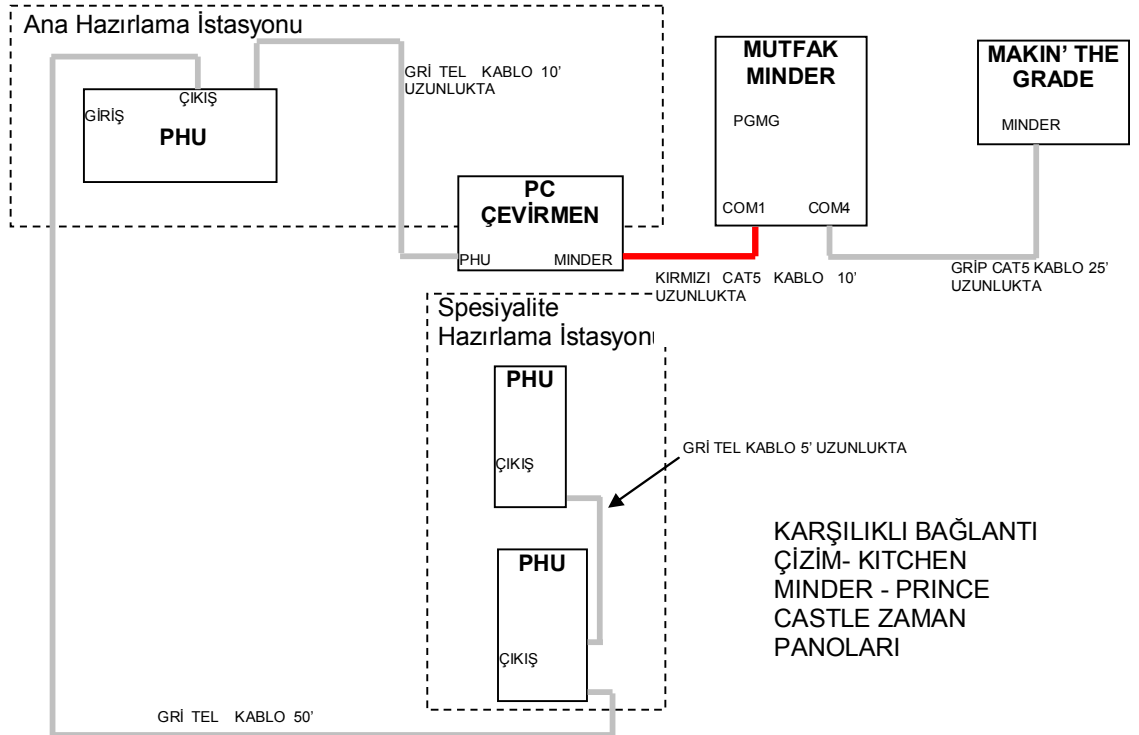 Ana Hazırlama İstasyonu
GRİ TEL KABLO 10'
UZUNLUKTA
ÇIKIŞ
GİRİŞ
PHU
MUTFAK
MINDER
PGMG
COM1 COM4
MAKIN' THE
GRADE
MINDER
PC
ÇEVİRMEN
PHU MINDER
KIRMIZI CAT5 KABLO 10'
UZUNLUKTA
GRİP CAT5 KABLO 25'
UZUNLUKTA
Spesiyalite
Hazırlama İstasyonu
PHU
ÇIKIŞ
GRİ TEL KABLO 5' UZUNLUKTA
PHU
ÇIKIŞ
KARŞILIKLI BAĞLANTI
ÇİZİM- KITCHEN
MINDER - PRINCE
CASTLE ZAMAN
PANOLARI
GRİ TEL KABLO 50'